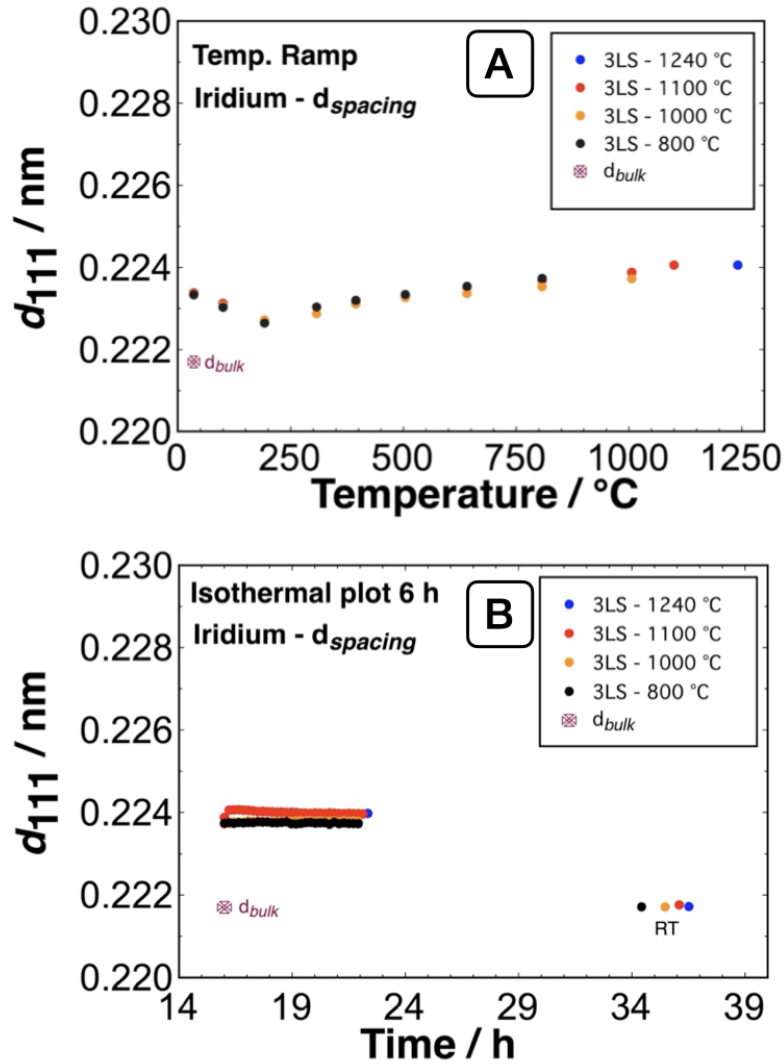 0.230
0.228
0.226
0.224
0.222
0.220
d111 / nm
Temp. Ramp
Iridium - dspacing
A
3LS - 1240 °C
3LS - 1100 °C
3LS - 1000 °C
3LS - 800 °C
dbulk
dbulk
0 250 500 750 1000 1250
Temperature / °C
0.230
0.228
0.226
0.224
0.222
0.220
d111 / nm
Isothermal plot 6 h
Iridium - dspacing
B
3LS - 1240 °C
3LS - 1100 °C
3LS - 1000 °C
3LS - 800 °C
dbulk
dbulk
RT
14 19 24 29 34 39
Time / h